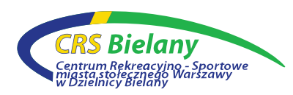 CRS Bielany
Centrum Rekreacyjno - Sportowe
miasta stołecznego Warszawy
w Dzielnicy Bielany